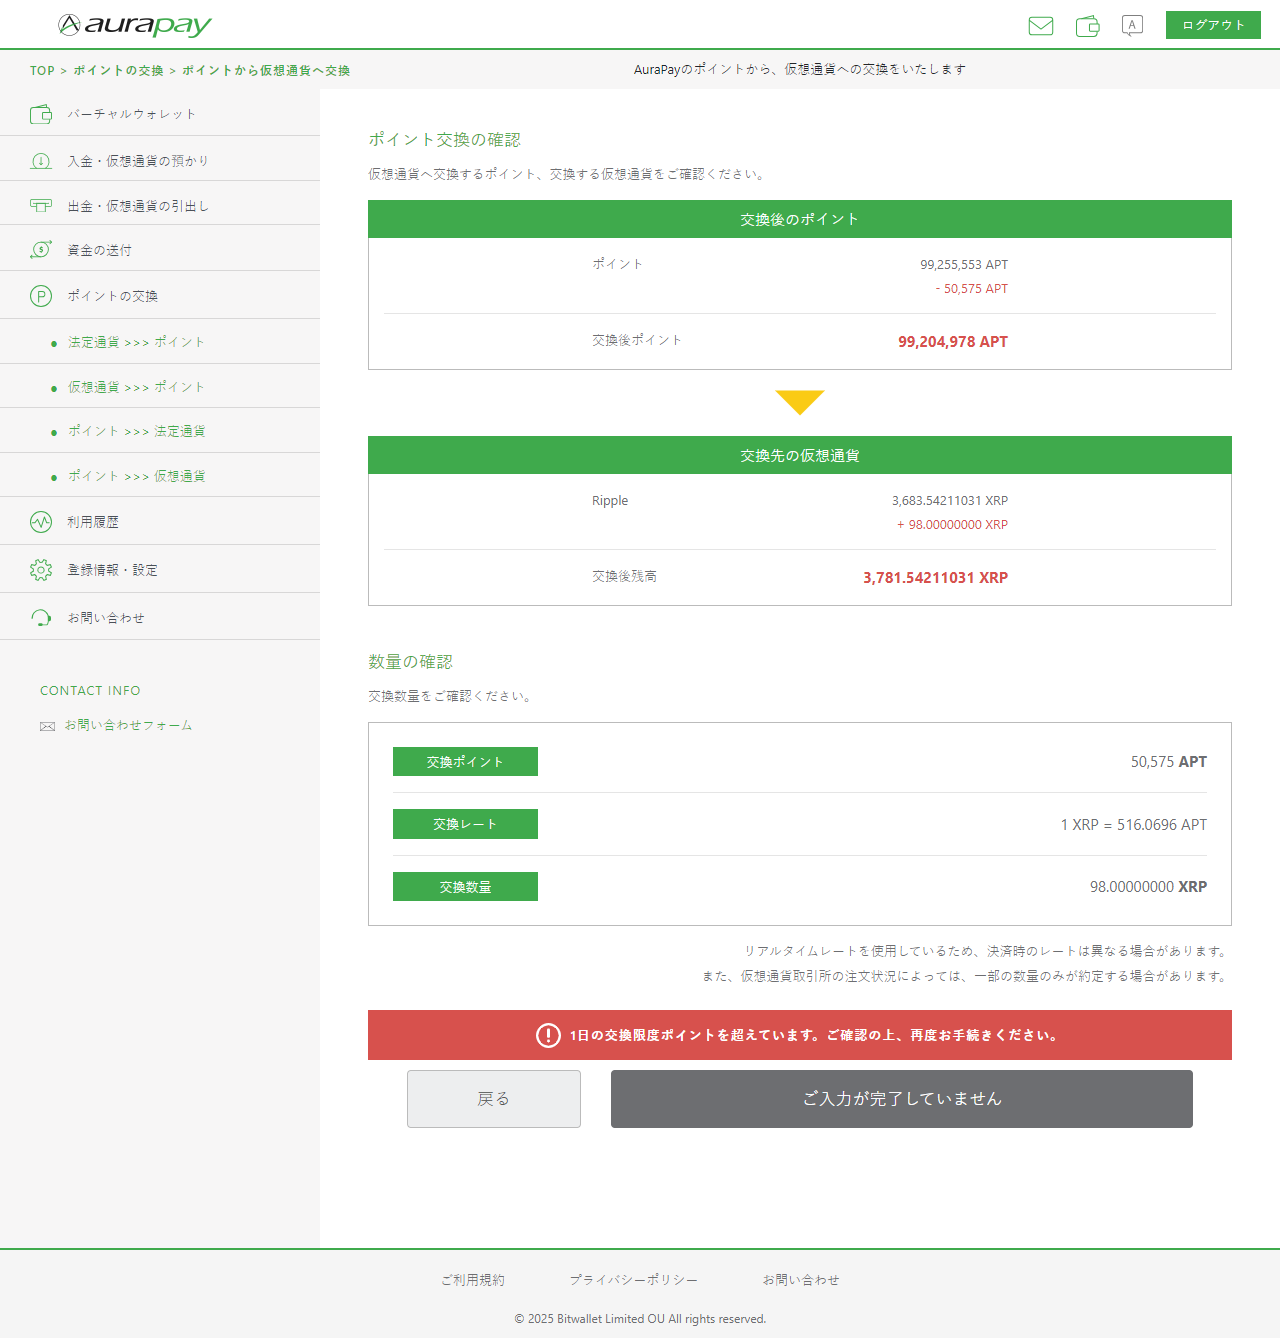 aurapay
A
ログアウト
TOP > ポイントの交換 > ポイントから仮想通貨へ交換
AuraPayのポイントから、仮想通貨への交換をいたします
バーチャルウォレット
入金・仮想通貨の預かり
出金・仮想通貨の引出し
資金の送付
ポイントの交換
法定通貨 >>> ポイント
仮想通貨 >>> ポイント
ポイント >>> 法定通貨
ポイント >>> 仮想通貨
利用履歴
登録情報・設定
お問い合わせ
CONTACT INFO
お問い合わせフォーム
ポイント交換の確認
仮想通貨へ交換するポイント、交換する仮想通貨をご確認ください。
交換後のポイント
ポイント 99,255,553 APT
- 50,575 APT
交換後ポイント 99,204,978 APT
交換先の仮想通貨
Ripple 3,683.54211031 XRP
+ 98.00000000 XRP
交換後残高 3,781.54211031 XRP
数量の確認
交換数量をご確認ください。
交換ポイント 50,575 APT
交換レート 1 XRP = 516.0696 APT
交換数量 98.00000000 XRP
リアルタイムレートを使用しているため、決済時のレートは異なる場合があります。
また、仮想通貨取引所の注文状況によっては、一部の数量のみが約定する場合があります。
1日の交換限度ポイントを超えています。ご確認の上、再度お手続きください。
戻る
ご入力が完了していません
ご利用規約 プライバシーポリシー お問い合わせ
© 2025 Bitwallet Limited OU All rights reserved.